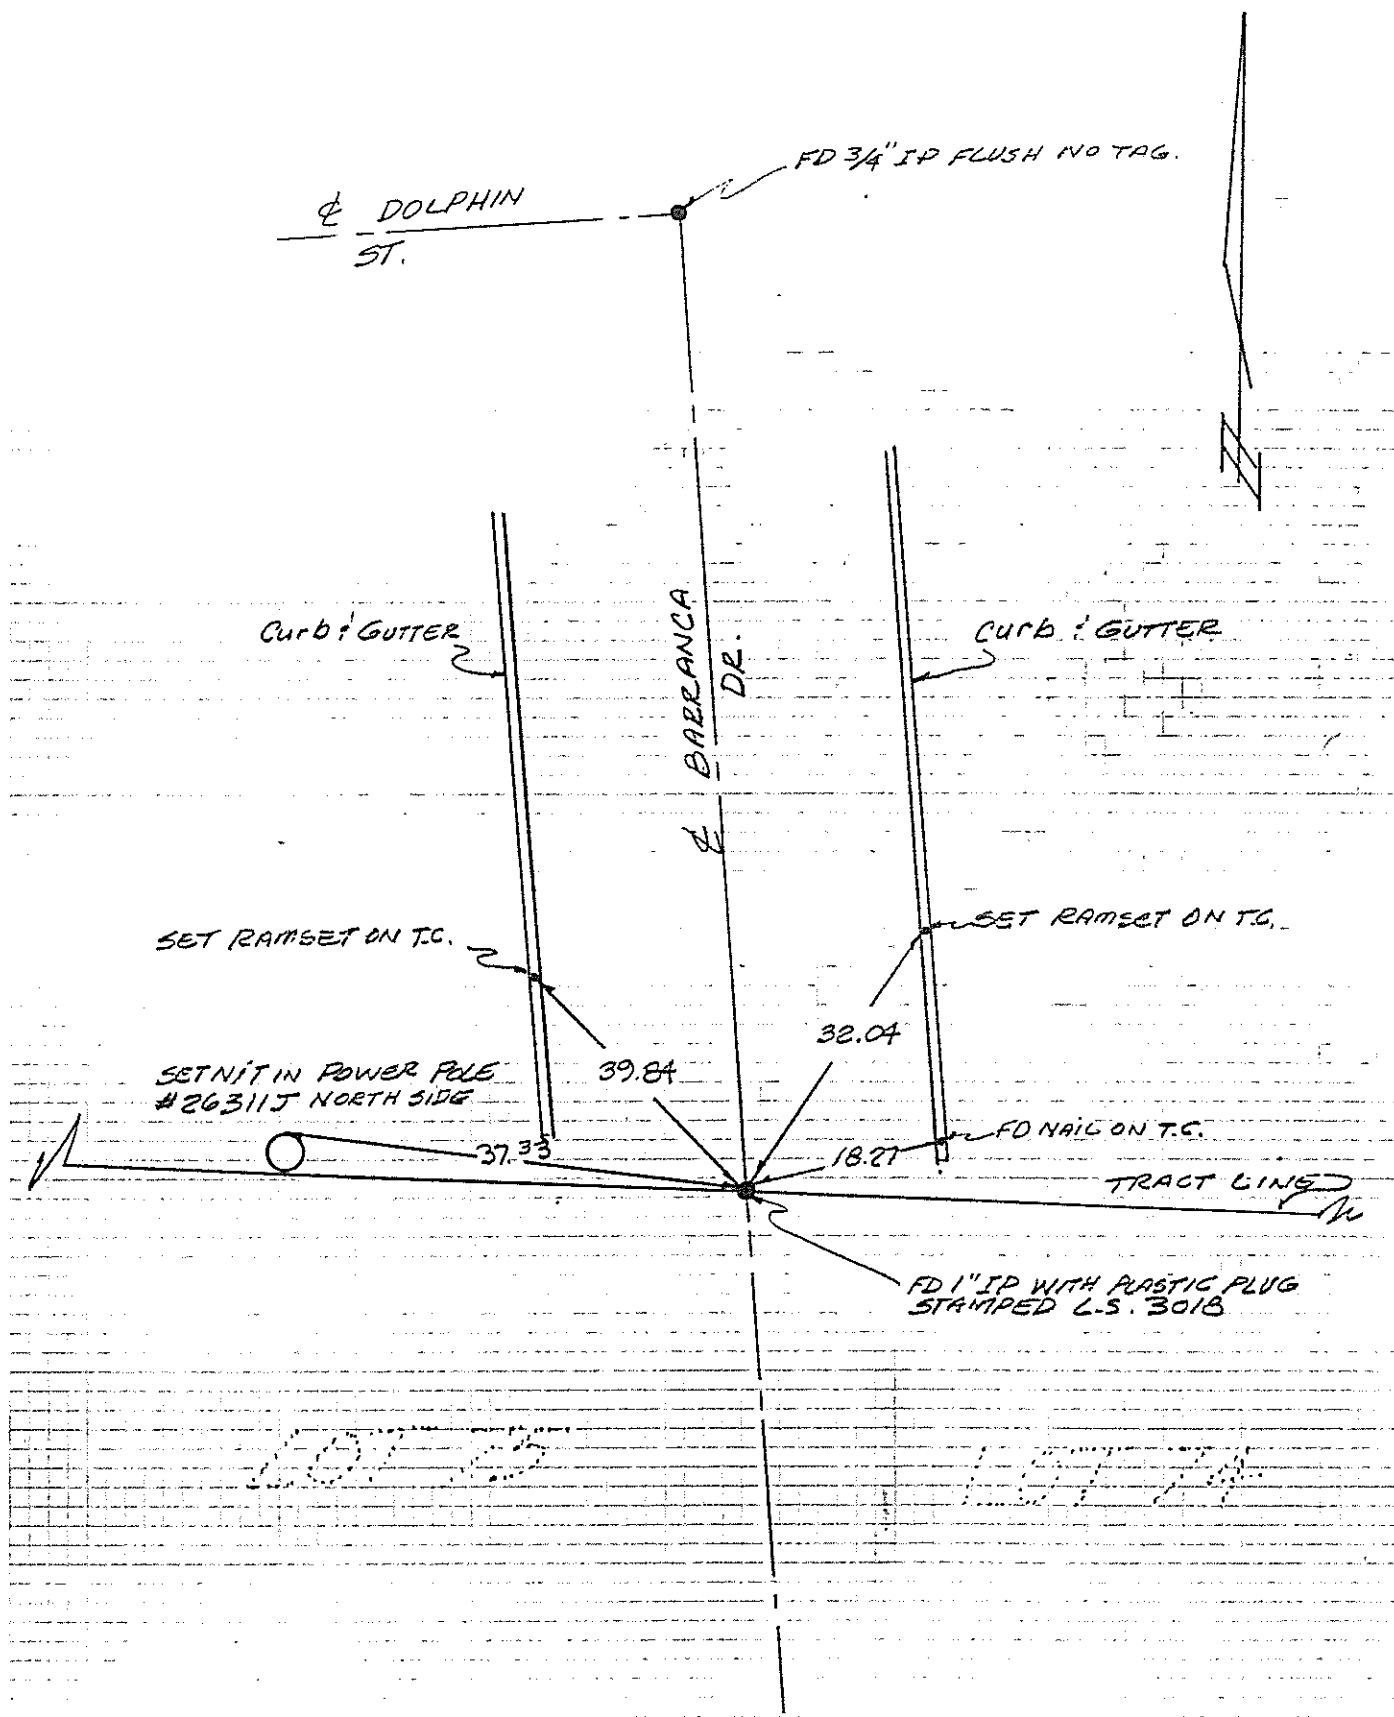 FD 3/4" IP FLUSH NO TAG.
℄ DOLPHIN
ST.
Curb & GUTTER
℄ BARRANCA
DR.
Curb & GUTTER
SET RAMSET ON T.C.
SET RAMSET ON T.C.
32.04
39.84
SET N&T IN POWER POLE
#26311J NORTH SIDE
37.33
18.27
FD NAIL ON T.C.
TRACT LINE
FD 1" IP WITH PLASTIC PLUG
STAMPED L.S. 3018
N
LOT
LOT 24